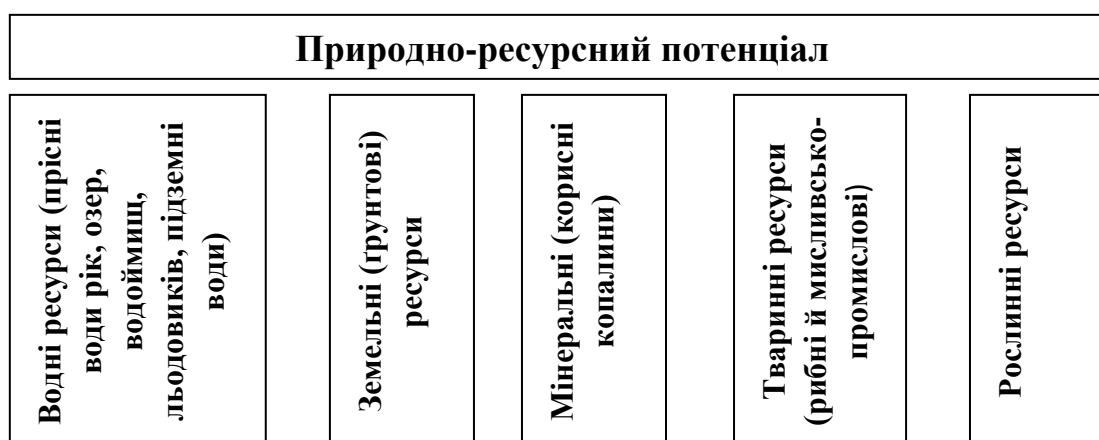 Природно-ресурсний потенціал
Водні ресурси (прісні
води рік, озер,
водоймищ,
льодовиків, підземні
води)
Земельні (ґрунтові)
ресурси
Мінеральні (корисні
копалини)
Тваринні ресурси
(рибні й мисливсько-
промислові)
Рослинні ресурси